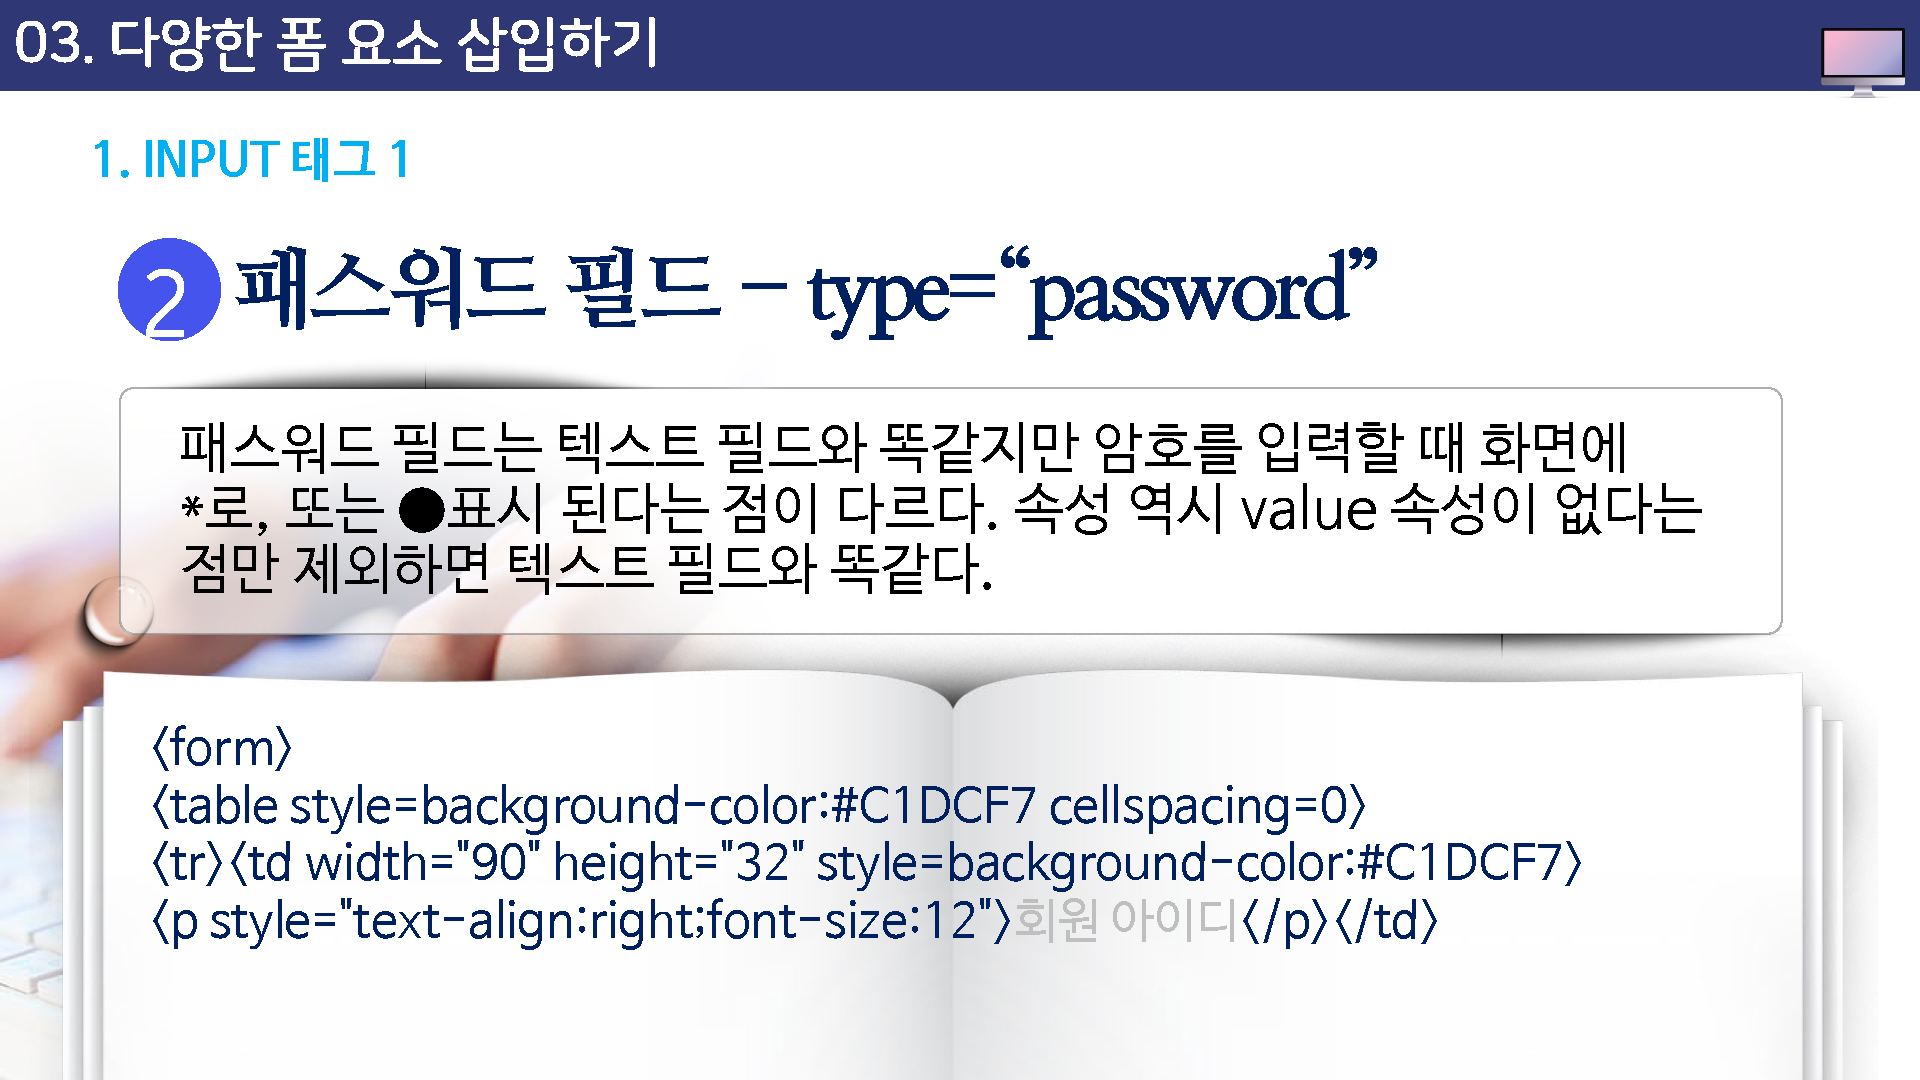 03. 다양한 폼 요소 삽입하기
1. INPUT 태그 1
2 패스워드 필드 - type=“password”
패스워드 필드는 텍스트 필드와 똑같지만 암호를 입력할 때 화면에
*로, 또는 ●표시 된다는 점이 다르다. 속성 역시 value 속성이 없다는
점만 제외하면 텍스트 필드와 똑같다.
<form>
<table style=background-color:#C1DCF7 cellspacing=0>
<tr><td width="90" height="32" style=background-color:#C1DCF7>
<p style="text-align:right;font-size:12">회원 아이디</p></td>